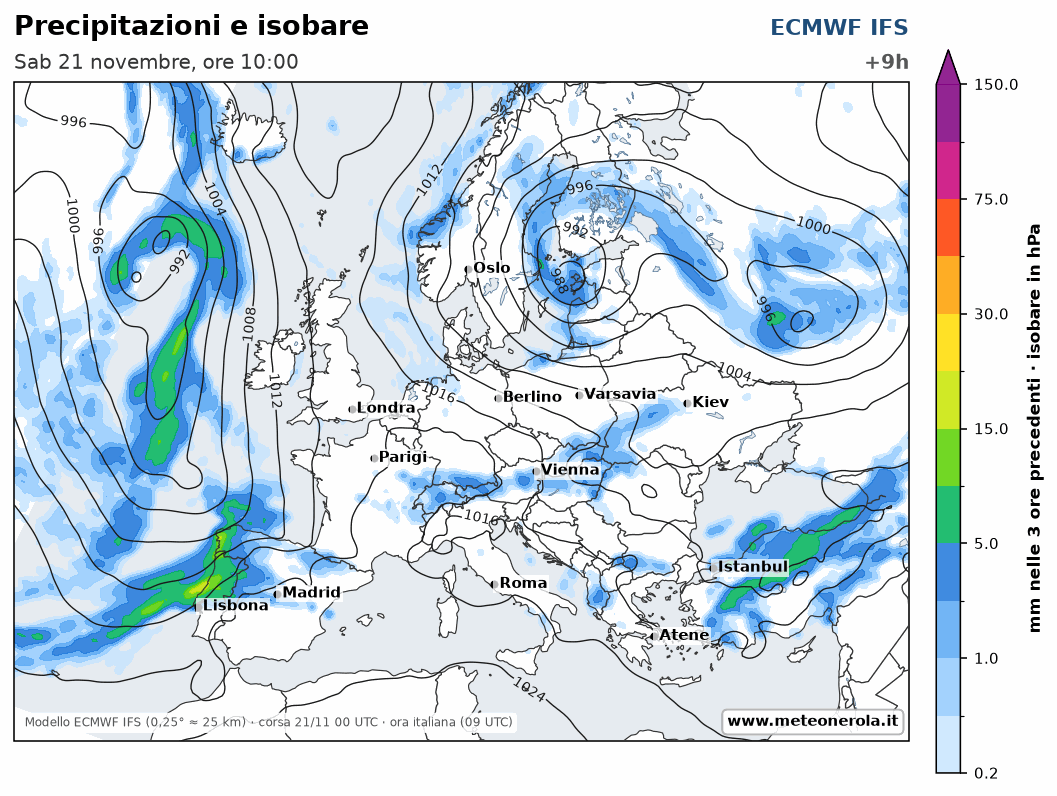 Precipitazioni e isobare
ECMWF IFS
Sab 21 novembre, ore 10:00
+9h
150.0
75.0
30.0
15.0
5.0
1.0
0.2
mm nelle 3 ore precedenti · isobare in hPa
996
1000
996
1004
992
1008
1012
1012
996
992
988
1000
996
1004
1016
1016
1024
Oslo
Londra
Berlino
Varsavia
Kiev
Parigi
Vienna
Istanbul
Roma
Madrid
Lisbona
Atene
Modello ECMWF IFS (0,25° ≈ 25 km) · corsa 21/11 00 UTC · ora italiana (09 UTC)
www.meteonerola.it